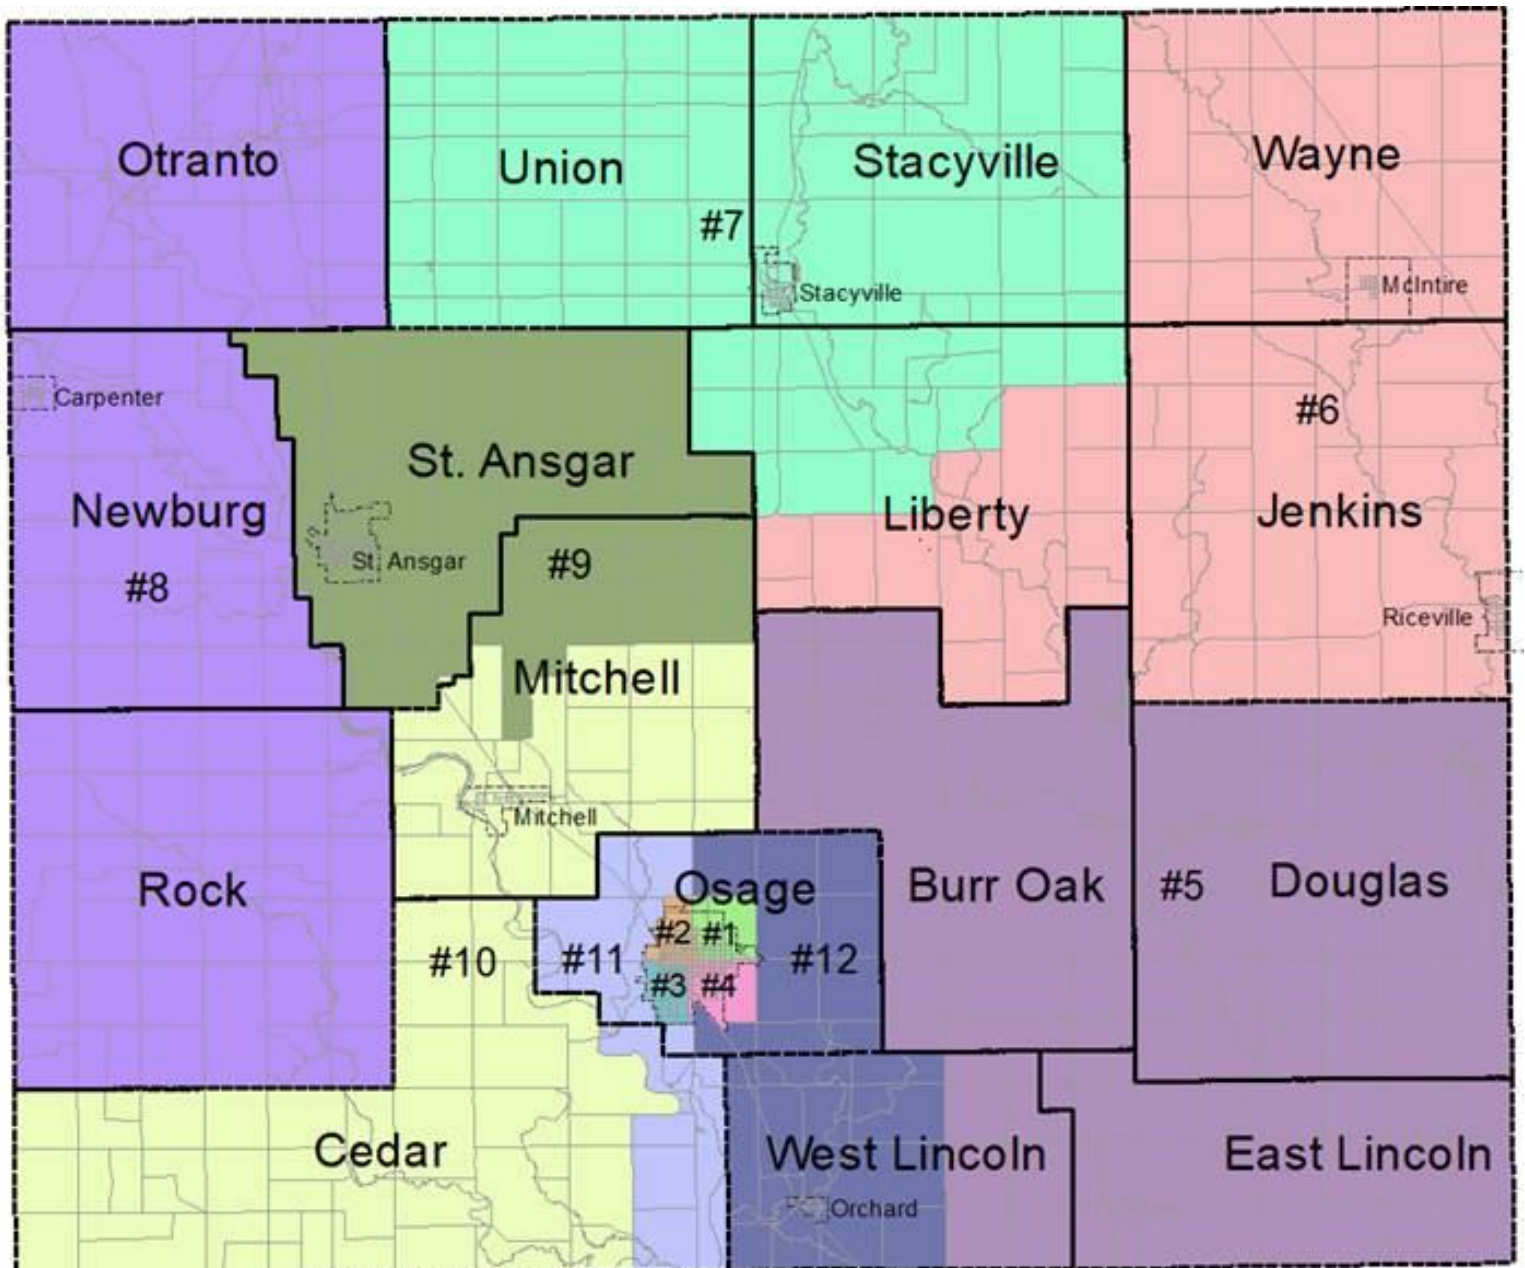 Otranto
Union
Stacyville
Wayne
#7
Stacyville
McIntire
Carpenter
#6
St. Ansgar
Newburg
Liberty
Jenkins
St. Ansgar
#9
#8
Riceville
Mitchell
Mitchell
Rock
Osage
Burr Oak
#5
Douglas
#2
#1
#10
#11
#12
#3
#4
Cedar
West Lincoln
East Lincoln
Orchard